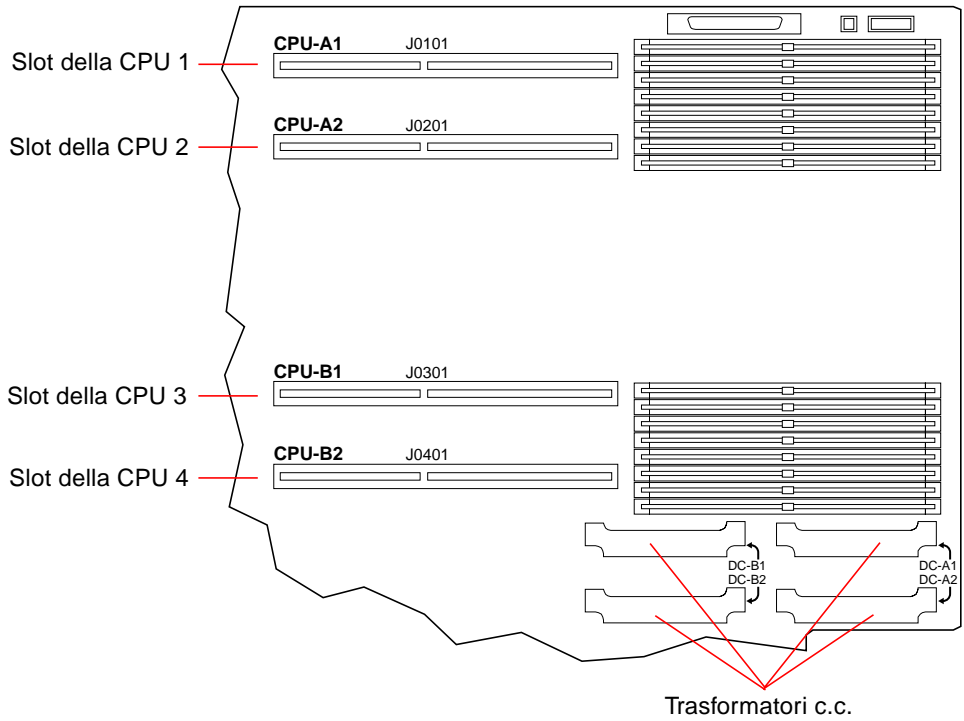 CPU-A1 J0101
Slot della CPU 1
CPU-A2 J0201
Slot della CPU 2
CPU-B1 J0301
Slot della CPU 3
CPU-B2 J0401
Slot della CPU 4
DC-B1
DC-B2
DC-A1
DC-A2
Trasformatori c.c.